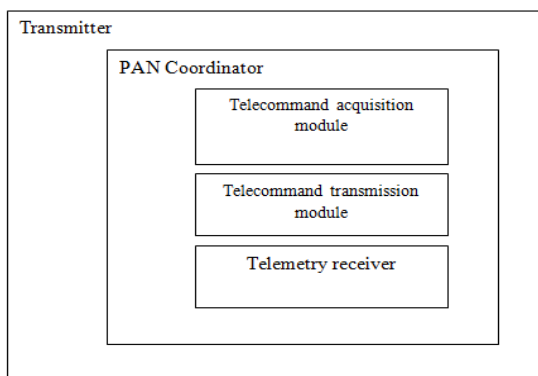 Transmitter
PAN Coordinator
Telecommand acquisition
module
Telecommand transmission
module
Telemetry receiver